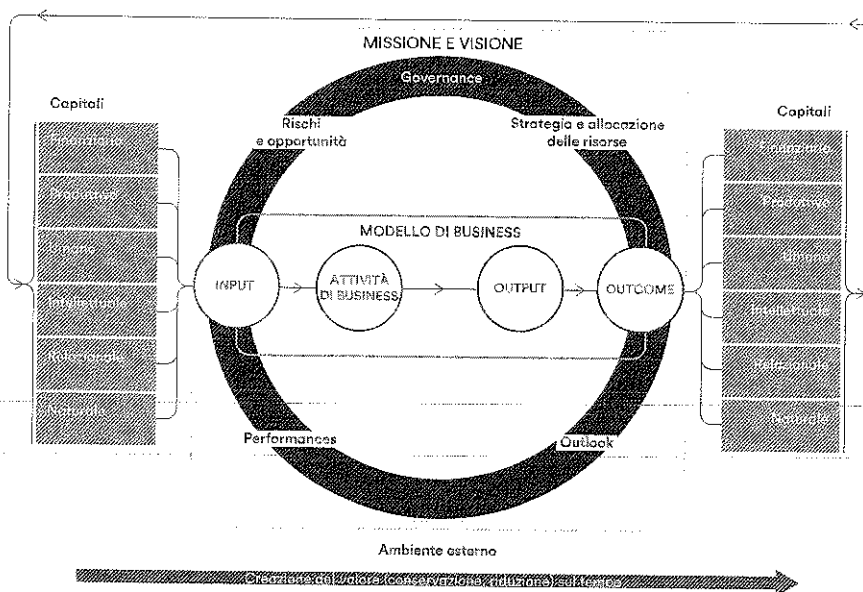 MISSIONE E VISIONE
Governance
Capitali
Finanziario
Produttivo
Umano
Intellettuale
Relazionale
Naturale
Rischi
e opportunità
Strategia e allocazione
delle risorse
MODELLO DI BUSINESS
INPUT
ATTIVITÀ
DI BUSINESS
OUTPUT
OUTCOME
Performances
Outlook
Capitali
Finanziario
Produttivo
Umano
Intellettuale
Relazionale
Naturale
Ambiente esterno
Creazione del valore (conservazione, riduzione) sul tempo